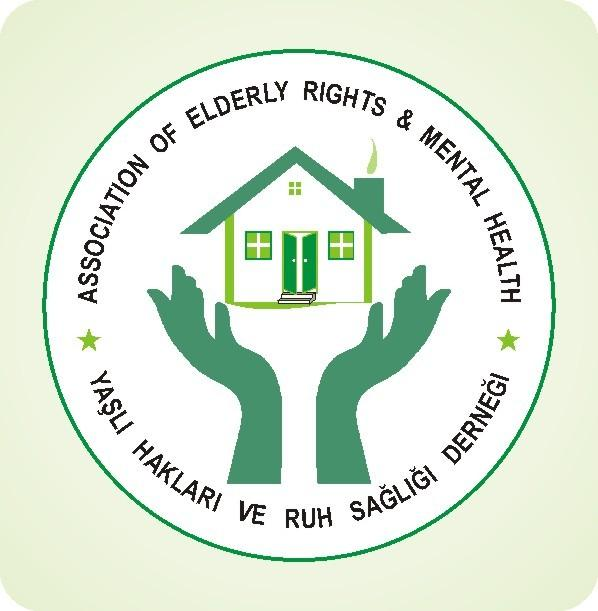 ASSOCIATION OF ELDERLY RIGHTS & MENTAL HEALTH
YAŞLI HAKLARI VE RUH SAĞLIĞI DERNEĞI